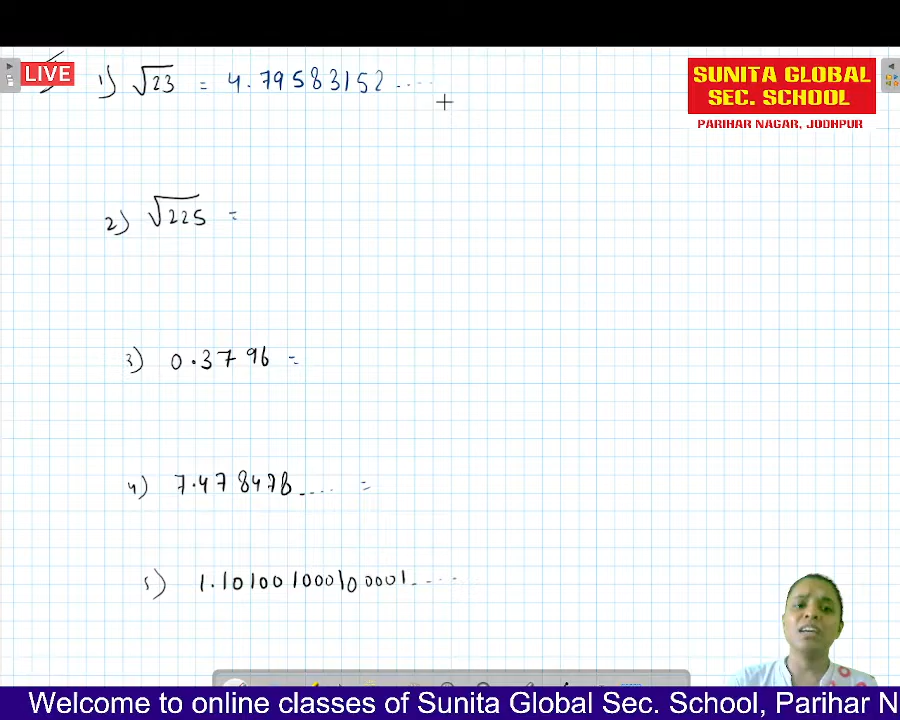 LIVE
SUNITA GLOBAL
SEC. SCHOOL
PARIHAR NAGAR, JODHPUR
1) √23 = 4.79583152....
2) √225 =
3) 0.3796 =
4) 7.478478.... =
5) 1.101001000100001....
Welcome to online classes of Sunita Global Sec. School, Parihar N